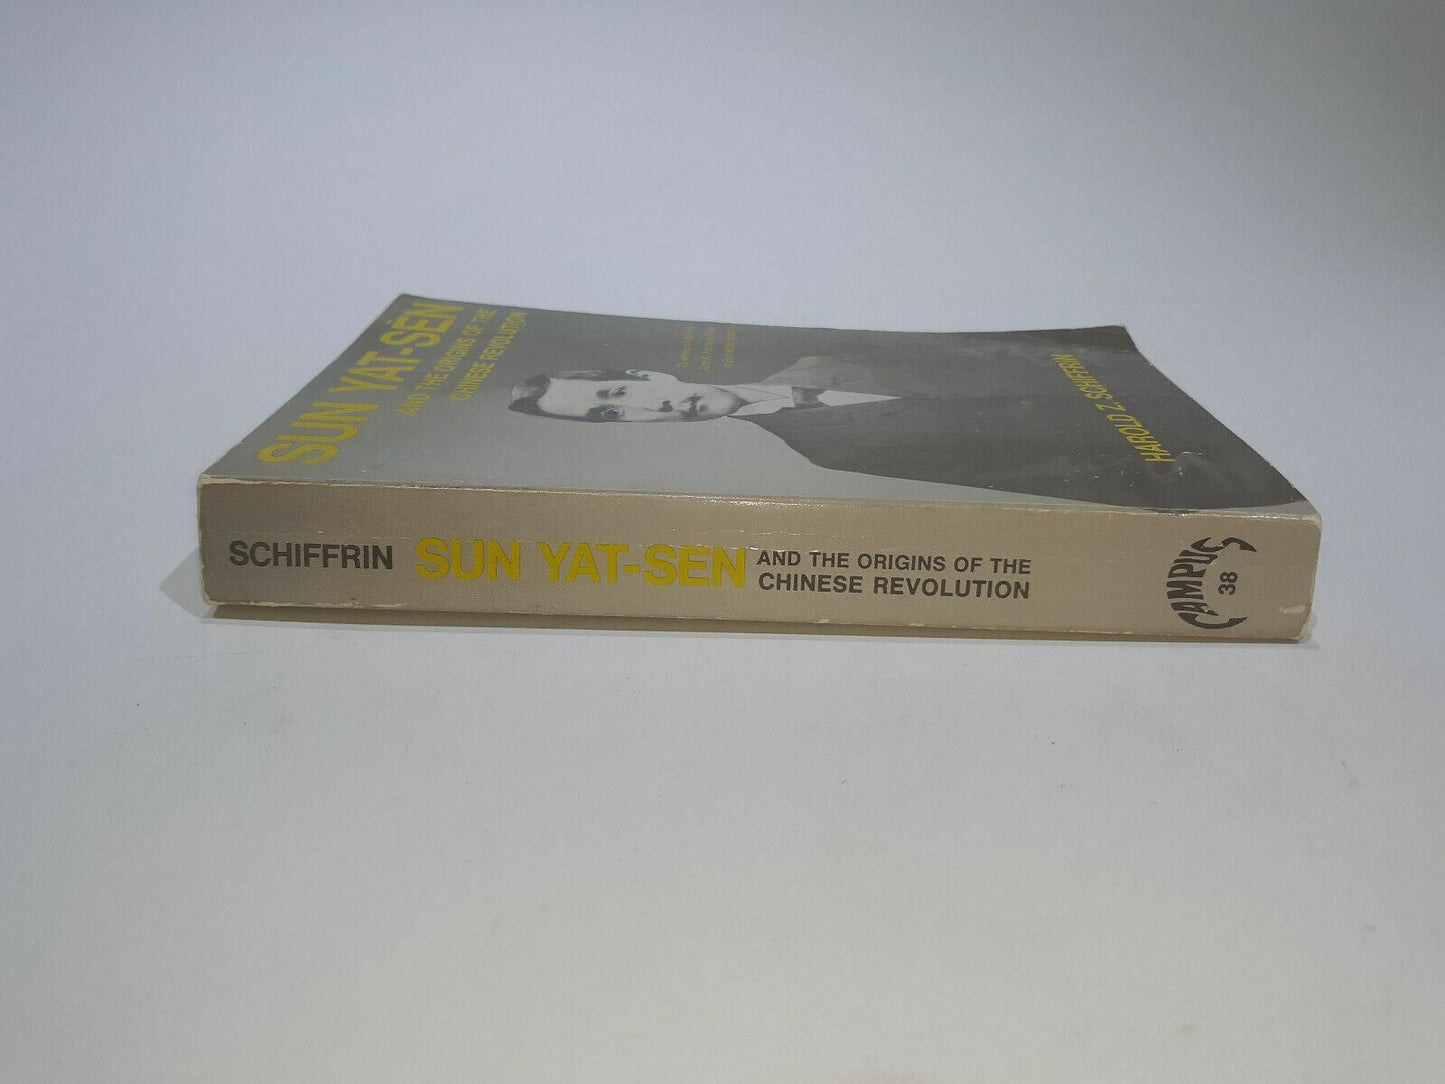 SUN YAT-SEN
AND THE ORIGINS OF THE
CHINESE REVOLUTION
HAROLD Z. SCHIFFRIN
SCHIFFRIN
SUN YAT-SEN
AND THE ORIGINS OF THE
CHINESE REVOLUTION
CAMPUS
38